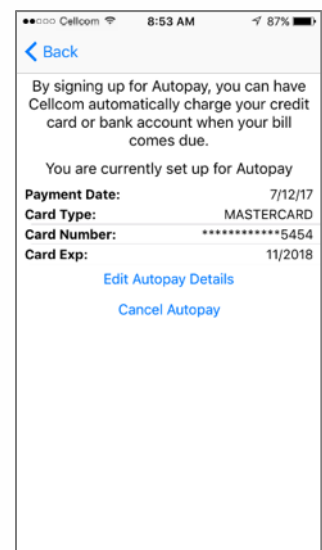 ●●○○○ Cellcom 8:53 AM 87%
Back
By signing up for Autopay, you can have
Cellcom automatically charge your credit
card or bank account when your bill
comes due.
You are currently set up for Autopay
Payment Date: 7/12/17
Card Type: MASTERCARD
Card Number: ************5454
Card Exp: 11/2018
Edit Autopay Details
Cancel Autopay